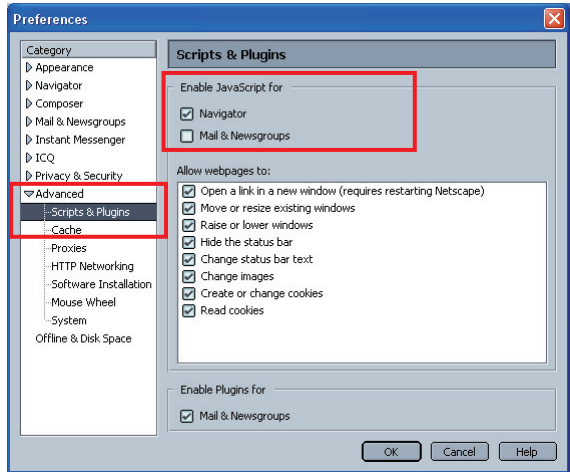 Preferences
Category
Appearance
Navigator
Composer
Mail & Newsgroups
Instant Messenger
ICQ
Privacy & Security
Advanced
Scripts & Plugins
Cache
Proxies
HTTP Networking
Software Installation
Mouse Wheel
System
Offline & Disk Space
Scripts & Plugins
Enable JavaScript for
Navigator
Mail & Newsgroups
Allow webpages to:
Open a link in a new window (requires restarting Netscape)
Move or resize existing windows
Raise or lower windows
Hide the status bar
Change status bar text
Change images
Create or change cookies
Read cookies
Enable Plugins for
Mail & Newsgroups
OK Cancel Help